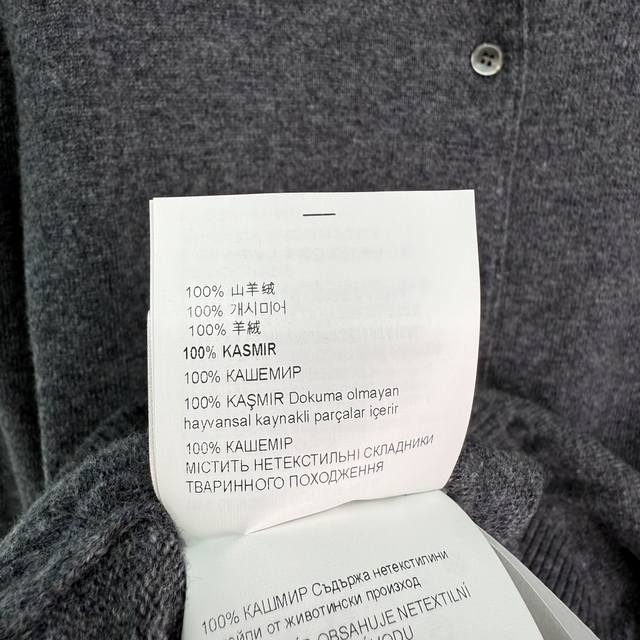 100% 山羊绒
100% 개시미어
100% 羊絨
100% KASMIR
100% КАШЕМИР
100% KAŞMIR Dokuma olmayan
hayvansal kaynakli parçalar içerir
100% КАШЕМІР
МІСТИТЬ НЕТЕКСТИЛЬНІ СКЛАДНИКИ
ТВАРИННОГО ПОХОДЖЕННЯ
100% КАШМИР Съдържа нетекстилни
от животински произход
OBSAHUJE NETEXTILNÍ